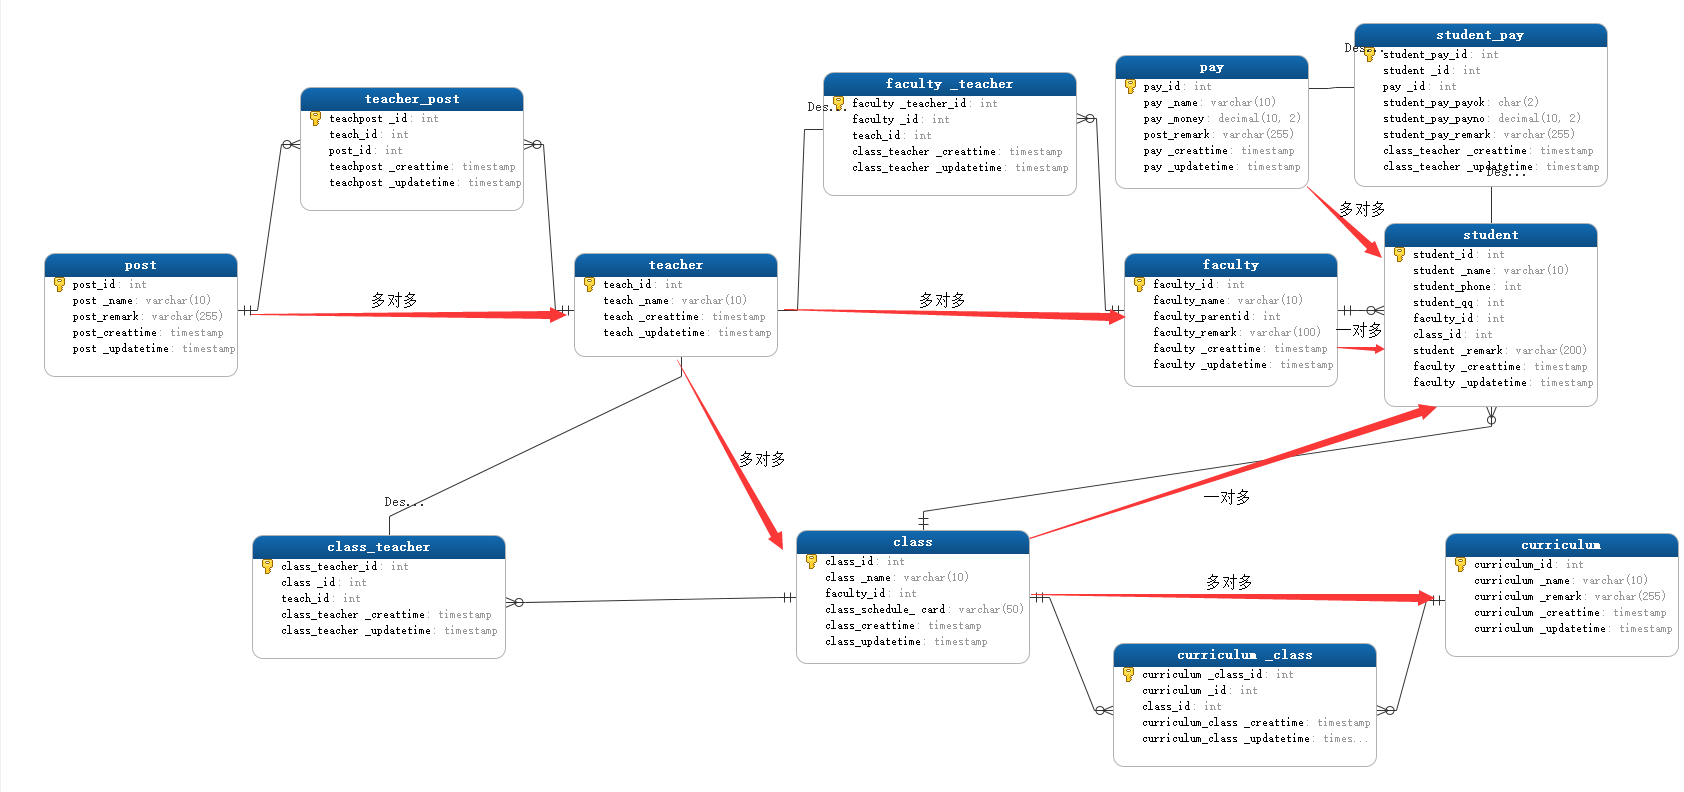 student_pay
student_pay_id: int
student _id: int
pay _id: int
student_pay_payok: char(2)
student_pay_payno: decimal(10, 2)
student_pay_remark: varchar(255)
class_teacher _creattime: timestamp
class_teacher _updatetime: timestamp
Des...
Des...
pay
pay_id: int
pay _name: varchar(10)
pay _money: decimal(10, 2)
post_remark: varchar(255)
pay _creattime: timestamp
pay _updatetime: timestamp
faculty _teacher
faculty _teacher_id: int
faculty _id: int
teach_id: int
class_teacher _creattime: timestamp
class_teacher _updatetime: timestamp
Des...
teacher_post
teachpost _id: int
teach_id: int
post_id: int
teachpost _creattime: timestamp
teachpost _updatetime: timestamp
多对多
post
post_id: int
post _name: varchar(10)
post_remark: varchar(255)
post_creattime: timestamp
post _updatetime: timestamp
多对多
teacher
teach_id: int
teach _name: varchar(10)
teach _creattime: timestamp
teach _updatetime: timestamp
多对多
faculty
faculty_id: int
faculty_name: varchar(10)
faculty_parentid: int
faculty_remark: varchar(100)
faculty _creattime: timestamp
faculty _updatetime: timestamp
一对多
student
student_id: int
student _name: varchar(10)
student_phone: int
student_qq: int
faculty_id: int
class_id: int
student _remark: varchar(200)
faculty _creattime: timestamp
faculty _updatetime: timestamp
多对多
一对多
Des...
class_teacher
class_teacher_id: int
class _id: int
teach_id: int
class_teacher _creattime: timestamp
class_teacher _updatetime: timestamp
class
class_id: int
class _name: varchar(10)
faculty_id: int
class_schedule_ card: varchar(50)
class_creattime: timestamp
class_updatetime: timestamp
多对多
curriculum
curriculum_id: int
curriculum _name: varchar(10)
curriculum _remark: varchar(255)
curriculum _creattime: timestamp
curriculum _updatetime: timestamp
curriculum _class
curriculum _class_id: int
curriculum _id: int
class_id: int
curriculum_class _creattime: timestamp
curriculum_class _updatetime: times...